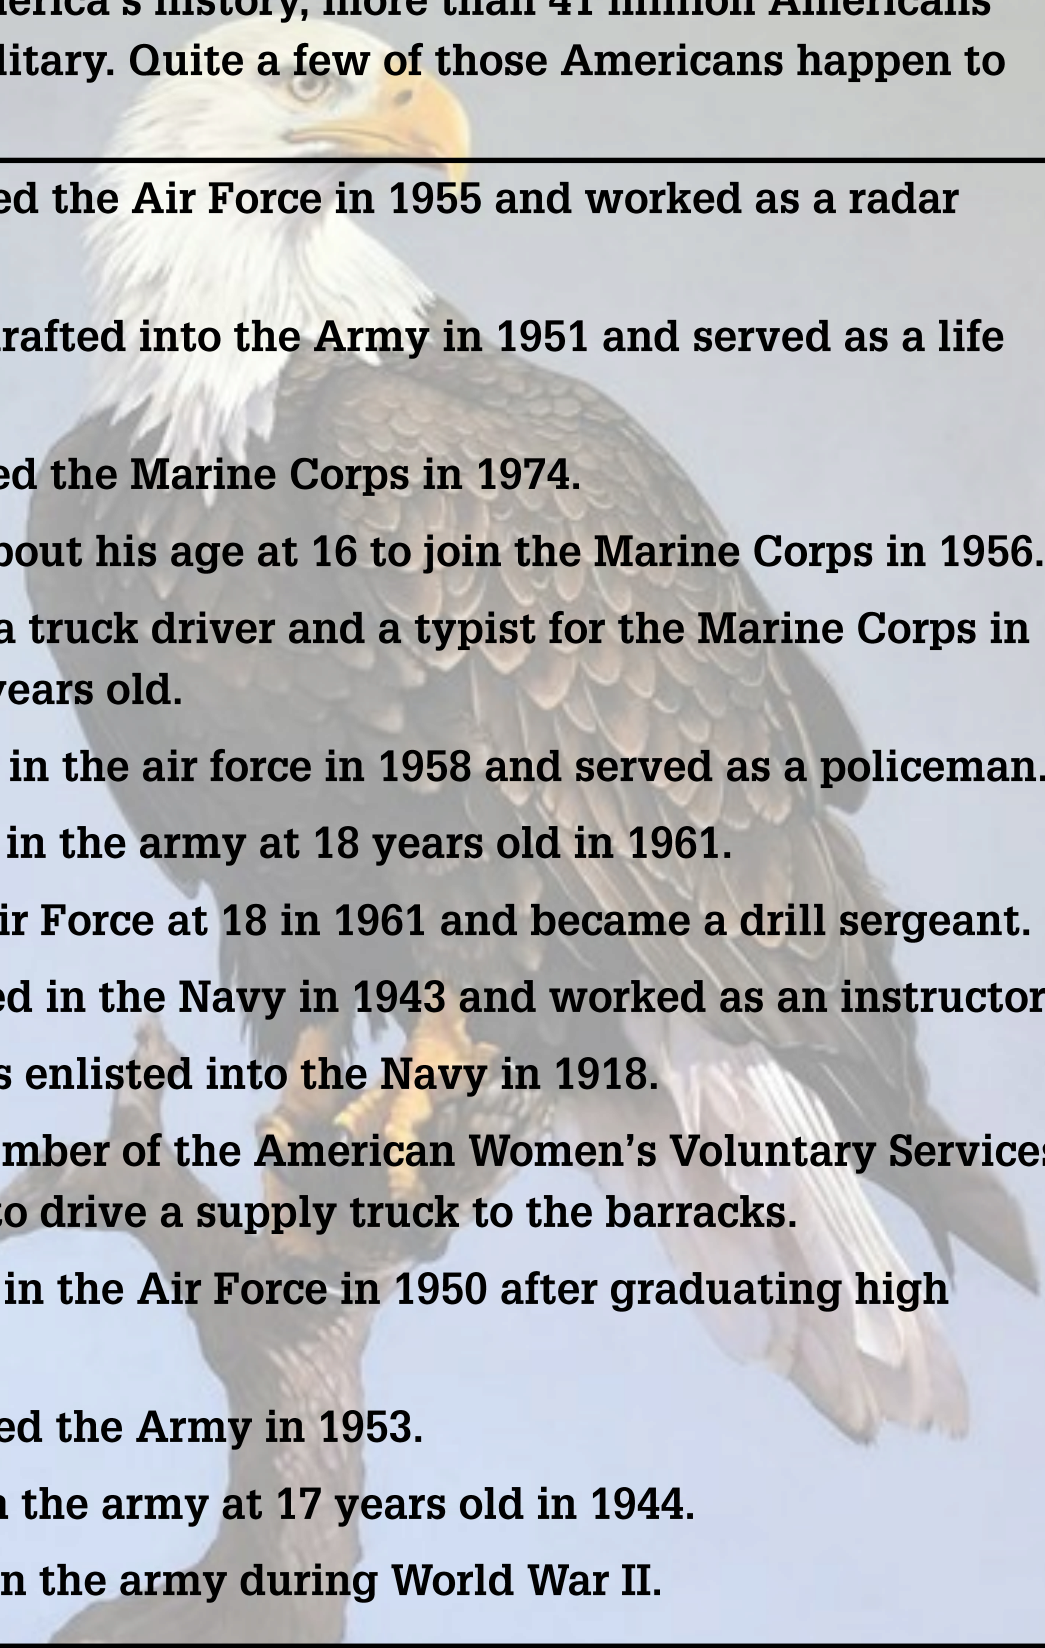 America's history, more than 41 million Americans
military. Quite a few of those Americans happen to
ed the Air Force in 1955 and worked as a radar
rafted into the Army in 1951 and served as a life
ed the Marine Corps in 1974.
bout his age at 16 to join the Marine Corps in 1956.
a truck driver and a typist for the Marine Corps in
years old.
in the air force in 1958 and served as a policeman.
in the army at 18 years old in 1961.
ir Force at 18 in 1961 and became a drill sergeant.
ed in the Navy in 1943 and worked as an instructor
s enlisted into the Navy in 1918.
mber of the American Women's Voluntary Services
to drive a supply truck to the barracks.
in the Air Force in 1950 after graduating high
ed the Army in 1953.
n the army at 17 years old in 1944.
n the army during World War II.